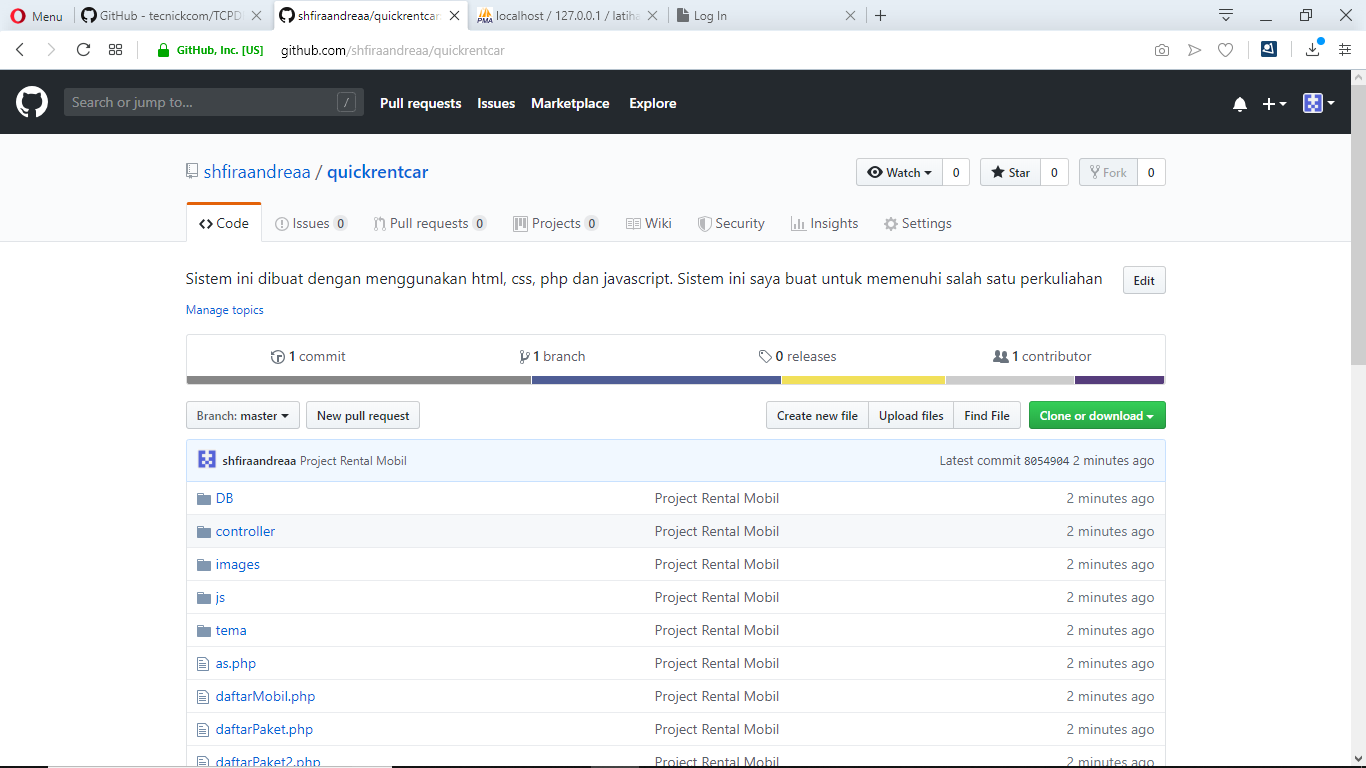 Menu GitHub - tecnickcom/TCPD shfiraandreaa/quickrentcar localhost / 127.0.0.1 / latiha Log In
GitHub, Inc. [US] github.com/shfiraandreaa/quickrentcar
Search or jump to... / Pull requests Issues Marketplace Explore
shfiraandreaa / quickrentcar Watch 0 Star 0 Fork 0
Code Issues 0 Pull requests 0 Projects 0 Wiki Security Insights Settings
Sistem ini dibuat dengan menggunakan html, css, php dan javascript. Sistem ini saya buat untuk memenuhi salah satu perkuliahan Edit
Manage topics
1 commit 1 branch 0 releases 1 contributor
Branch: master New pull request Create new file Upload files Find File Clone or download
shfiraandreaa Project Rental Mobil Latest commit 8054904 2 minutes ago
DB Project Rental Mobil 2 minutes ago
controller Project Rental Mobil 2 minutes ago
images Project Rental Mobil 2 minutes ago
js Project Rental Mobil 2 minutes ago
tema Project Rental Mobil 2 minutes ago
as.php Project Rental Mobil 2 minutes ago
daftarMobil.php Project Rental Mobil 2 minutes ago
daftarPaket.php Project Rental Mobil 2 minutes ago
daftarPaket2.php Project Rental Mobil 2 minutes ago